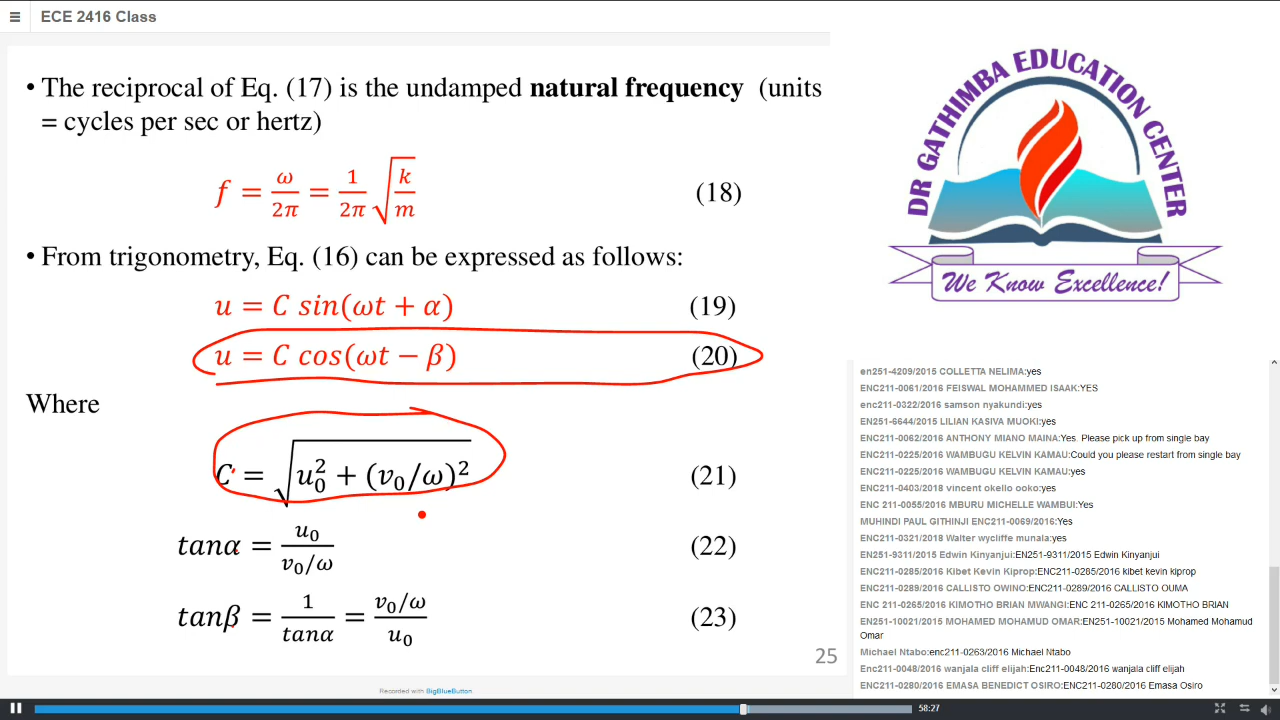 ECE 2416 Class
• The reciprocal of Eq. (17) is the undamped natural frequency (units
= cycles per sec or hertz)
f = ω/2π = 1/2π √(k/m) (18)
• From trigonometry, Eq. (16) can be expressed as follows:
u = C sin(ωt + α) (19)
u = C cos(ωt − β) (20)
Where
C = √(u₀² + (v₀/ω)²) (21)
tanα = u₀/(v₀/ω) (22)
tanβ = 1/tanα = (v₀/ω)/u₀ (23)
25
Recorded with BigBlueButton.
DR GATHIMBA EDUCATION CENTER
We Know Excellence!
en251-4209/2015 COLLETTA NELIMA:yes
ENC211-0061/2016 FEISWAL MOHAMMED ISAAK:YES
enc211-0322/2016 samson nyakundi:yes
EN251-6644/2015 LILIAN KASIVA MUOKI:yes
ENC211-0062/2016 ANTHONY MIANO MAINA:Yes. Please pick up from single bay
ENC211-0225/2016 WAMBUGU KELVIN KAMAU:Could you please restart from single bay
ENC211-0225/2016 WAMBUGU KELVIN KAMAU:yes
ENC211-0403/2018 vincent okello ooko:yes
ENC 211-0055/2016 MBURU MICHELLE WAMBUI:Yes
MUHINDI PAUL GITHINJI ENC211-0069/2016:Yes
ENC211-0321/2018 Walter wycliffe munala:yes
EN251-9311/2015 Edwin Kinyanjui:EN251-9311/2015 Edwin Kinyanjui
ENC211-0285/2016 Kibet Kevin Kiprop:ENC211-0285/2016 kibet kevin kiprop
ENC211-0289/2016 CALLISTO OWINO:ENC211-0289/2016 CALLISTO OUMA
ENC 211-0265/2016 KIMOTHO BRIAN MWANGI:ENC 211-0265/2016 KIMOTHO BRIAN
EN251-10021/2015 MOHAMED MOHAMUD OMAR:EN251-10021/2015 Mohamed Mohamud
Omar
Michael Ntabo:enc211-0263/2016 Michael Ntabo
Enc211-0048/2016 wanjala cliff elijah:Enc211-0048/2016 wanjala cliff elijah
ENC211-0280/2016 EMASA BENEDICT OSIRO:ENC211-0280/2016 Emasa Osiro
58:27